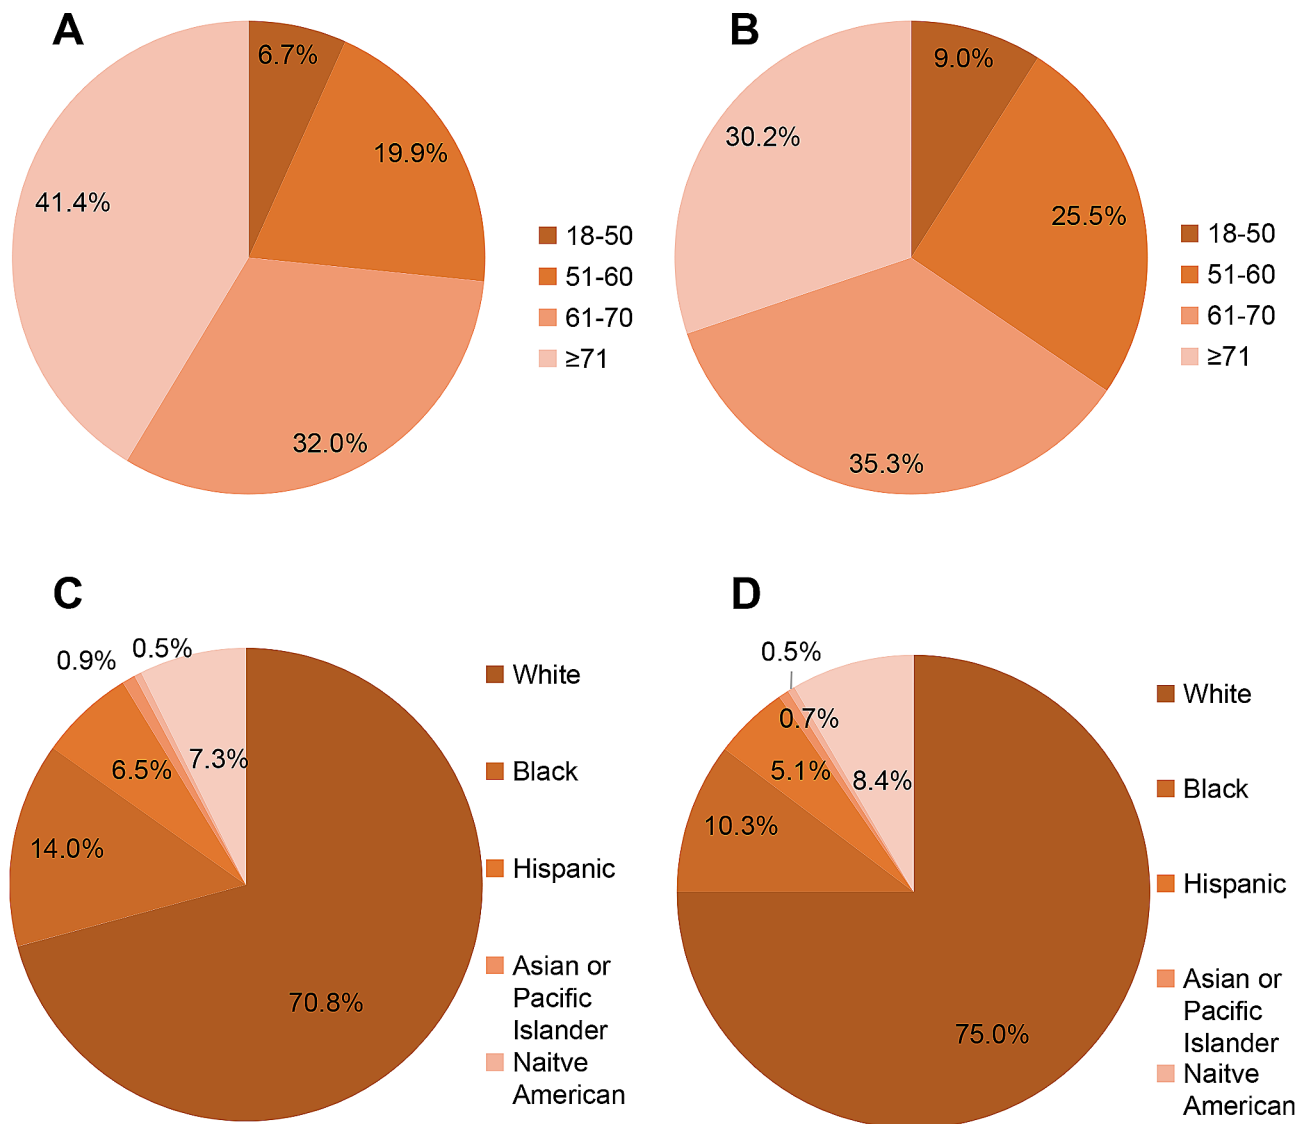 A
6.7%
19.9%
41.4%
32.0%
18-50
51-60
61-70
≥71
B
9.0%
30.2%
25.5%
35.3%
18-50
51-60
61-70
≥71
C
0.5%
0.9%
7.3%
6.5%
14.0%
70.8%
White
Black
Hispanic
Asian or
Pacific
Islander
Naitve
American
D
0.5%
0.7%
5.1%
8.4%
10.3%
75.0%
White
Black
Hispanic
Asian or
Pacific
Islander
Naitve
American